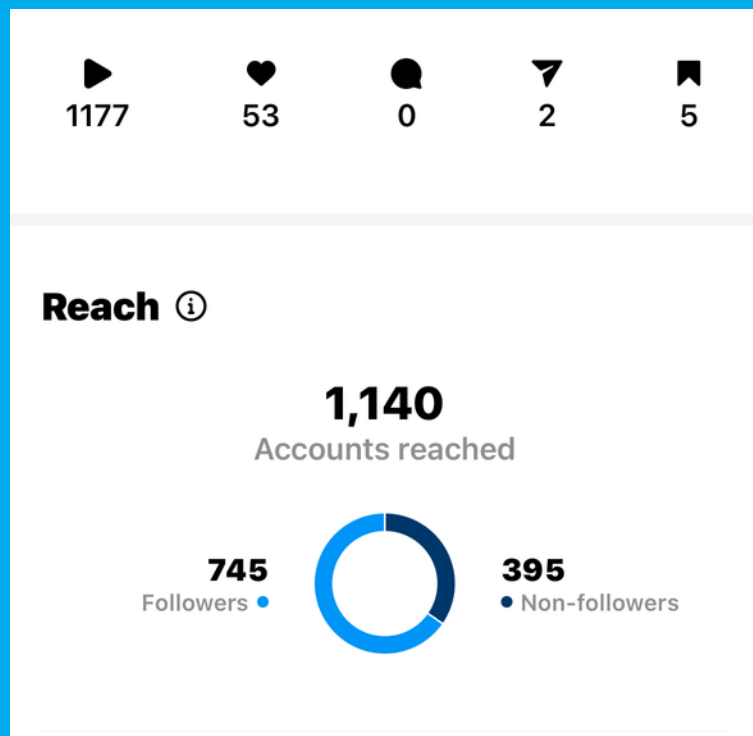 1177 53 0 2 5
Reach
1,140
Accounts reached
745 395
Followers Non-followers